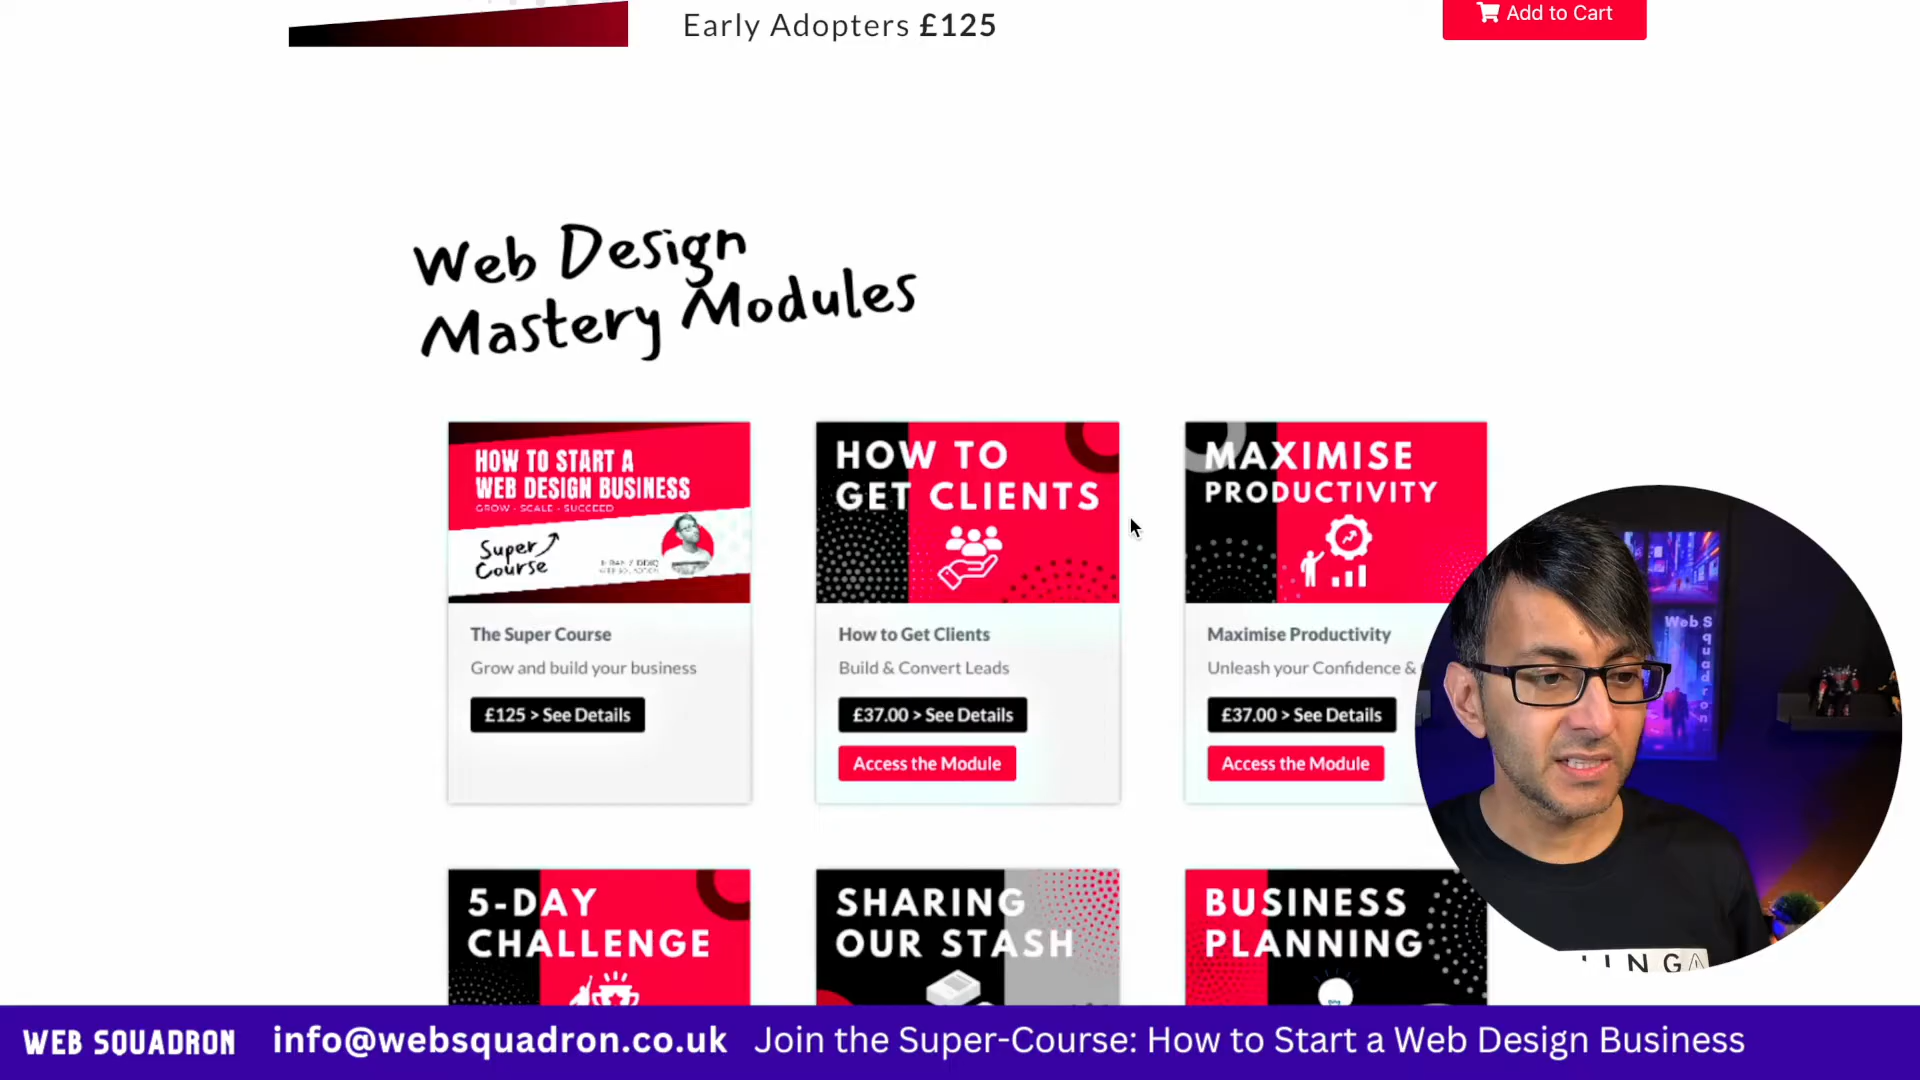 Early Adopters £125
Add to Cart
Web Design
Mastery Modules
HOW TO START A
WEB DESIGN BUSINESS
GROW - SCALE - SUCCEED
Super
Course
HOW TO
GET CLIENTS
MAXIMISE
PRODUCTIVITY
The Super Course
Grow and build your business
£125 > See Details
How to Get Clients
Build & Convert Leads
£37.00 > See Details
Access the Module
Maximise Productivity
Unleash your Confidence &
£37.00 > See Details
Access the Module
Web S
q
u
a
d
r
o
n
5-DAY
CHALLENGE
SHARING
OUR STASH
BUSINESS
PLANNING
WEB SQUADRON
info@websquadron.co.uk
Join the Super-Course: How to Start a Web Design Business